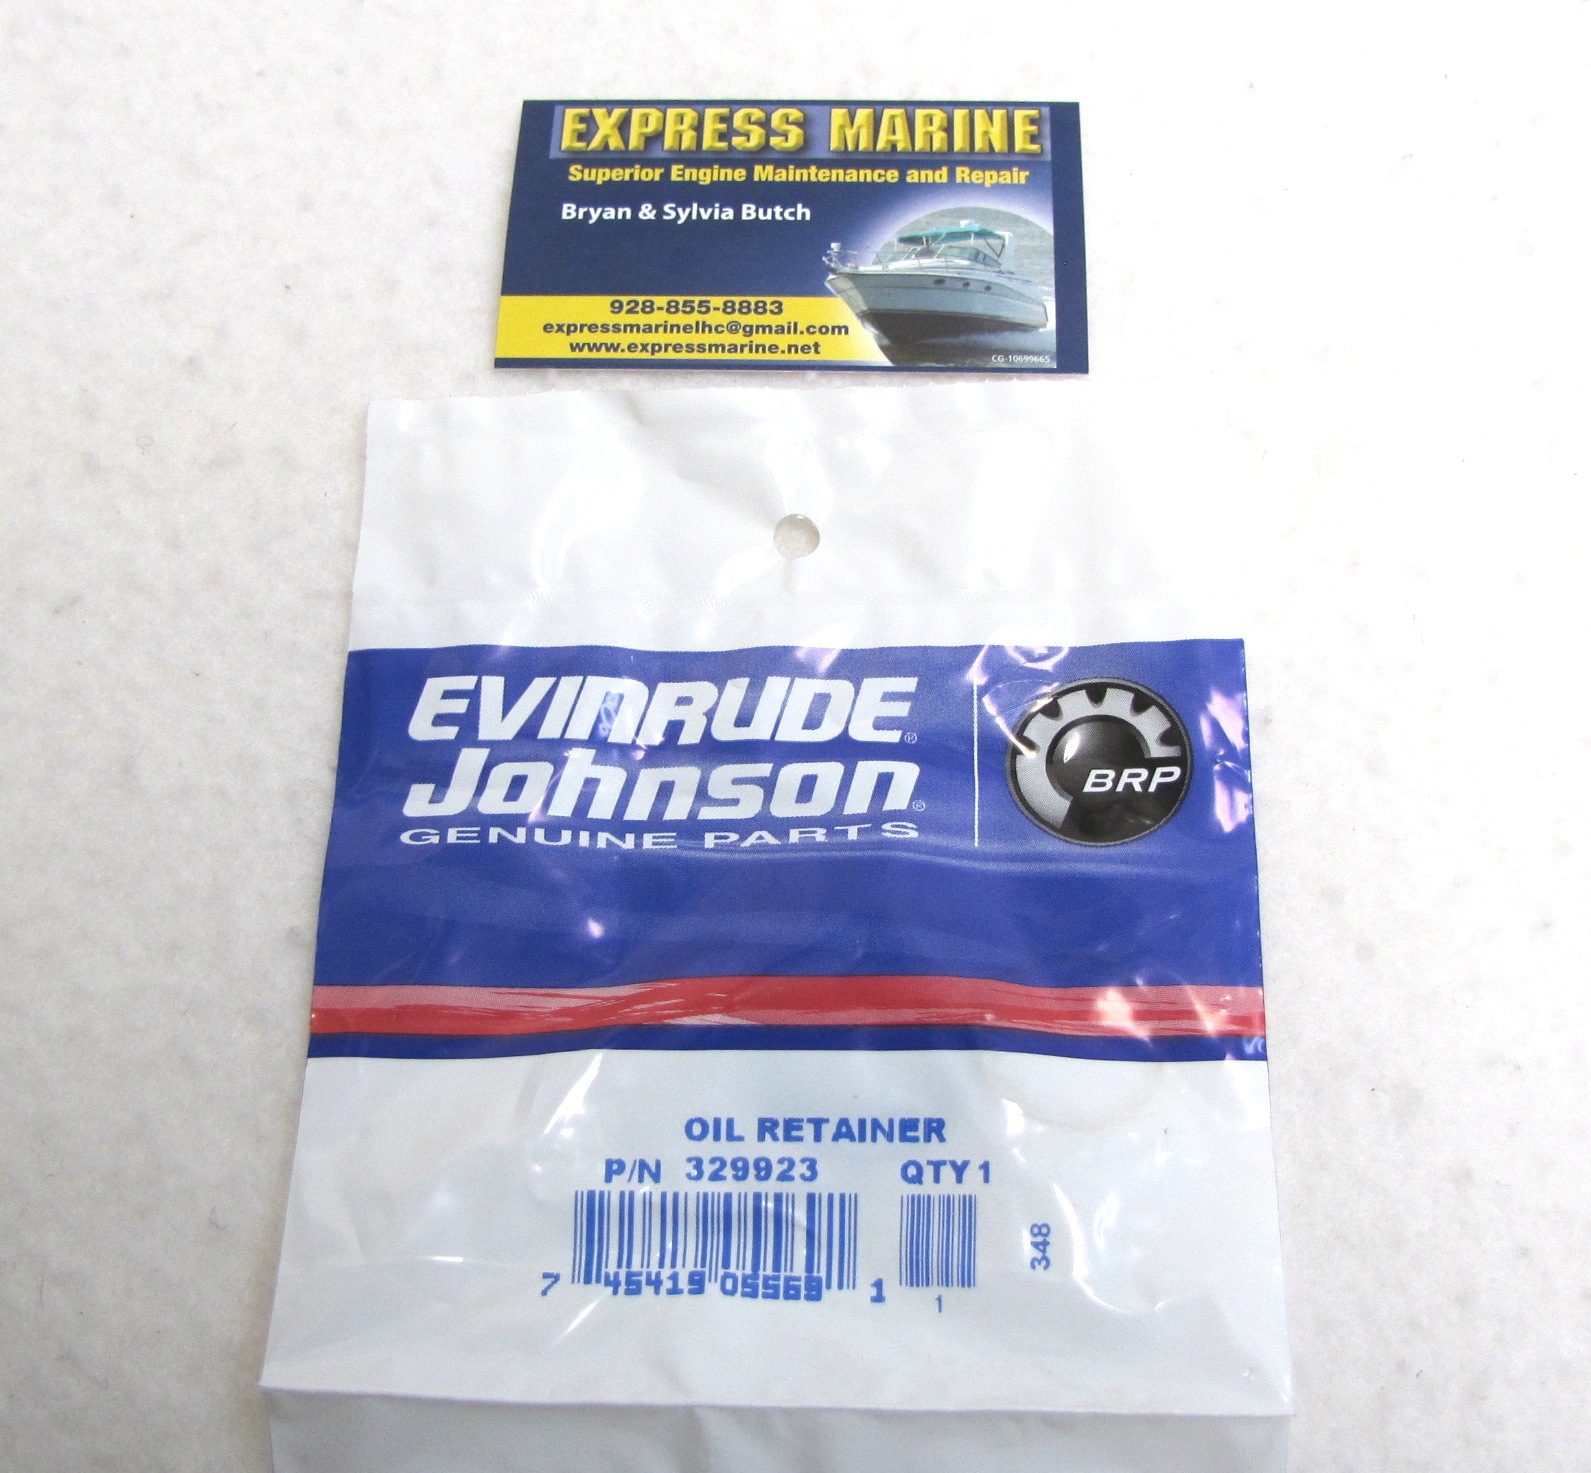 EXPRESS MARINE
Superior Engine Maintenance and Repair
Bryan & Sylvia Butch
928-855-8883
expressmarinelhc@gmail.com
www.expressmarine.net
CG-10699665
EVINRUDE®
Johnson®
GENUINE PARTS
BRP
OIL RETAINER
P/N 329923 QTY 1
348
7 45419 05569 1
1